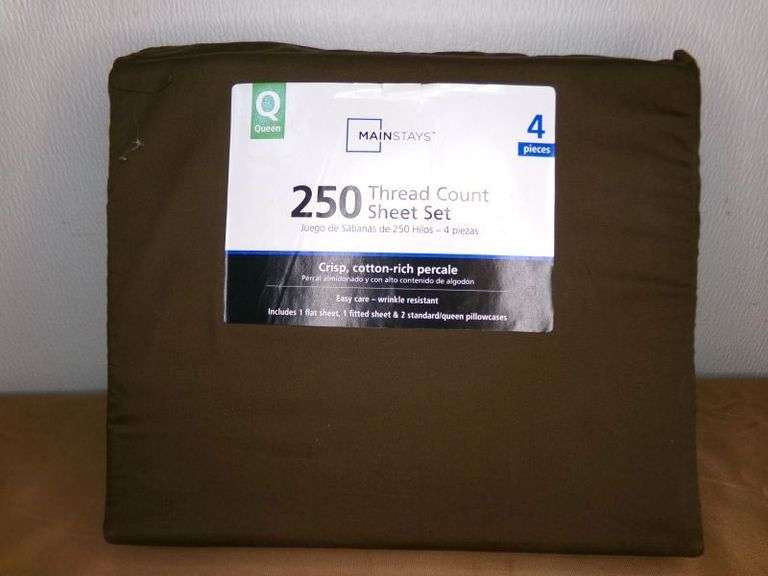 Q
Queen
MAINSTAYS™
4
pieces
250 Thread Count
Sheet Set
Juego de Sábanas de 250 Hilos – 4 piezas
Crisp, cotton-rich percale
Percal almidonado y con alto contenido de algodón
Easy care – wrinkle resistant
Includes 1 flat sheet, 1 fitted sheet & 2 standard/queen pillowcases